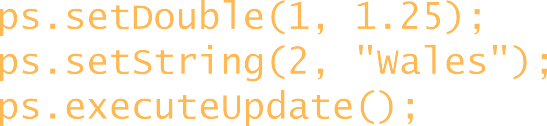 ps.setDouble(1, 1.25);
ps.setString(2, "Wales");
ps.executeUpdate();